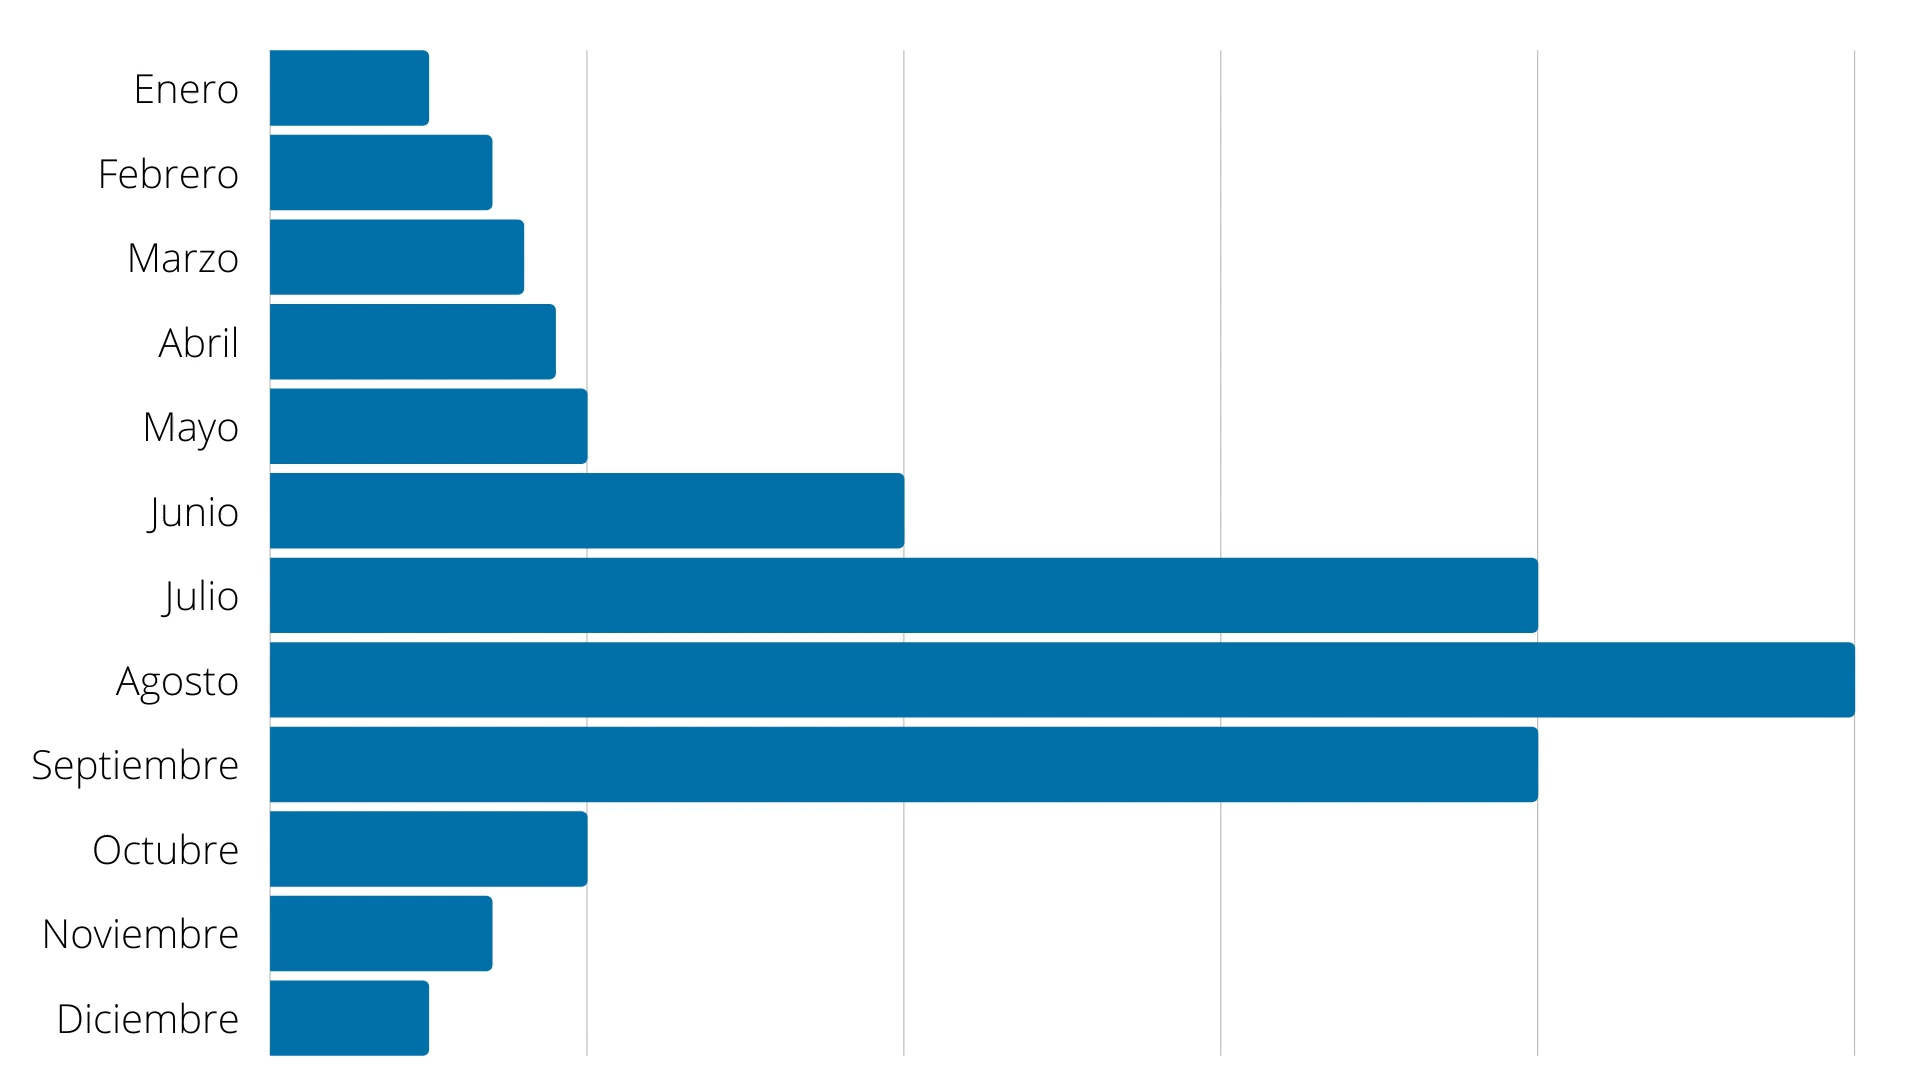 Enero
Febrero
Marzo
Abril
Mayo
Junio
Julio
Agosto
Septiembre
Octubre
Noviembre
Diciembre